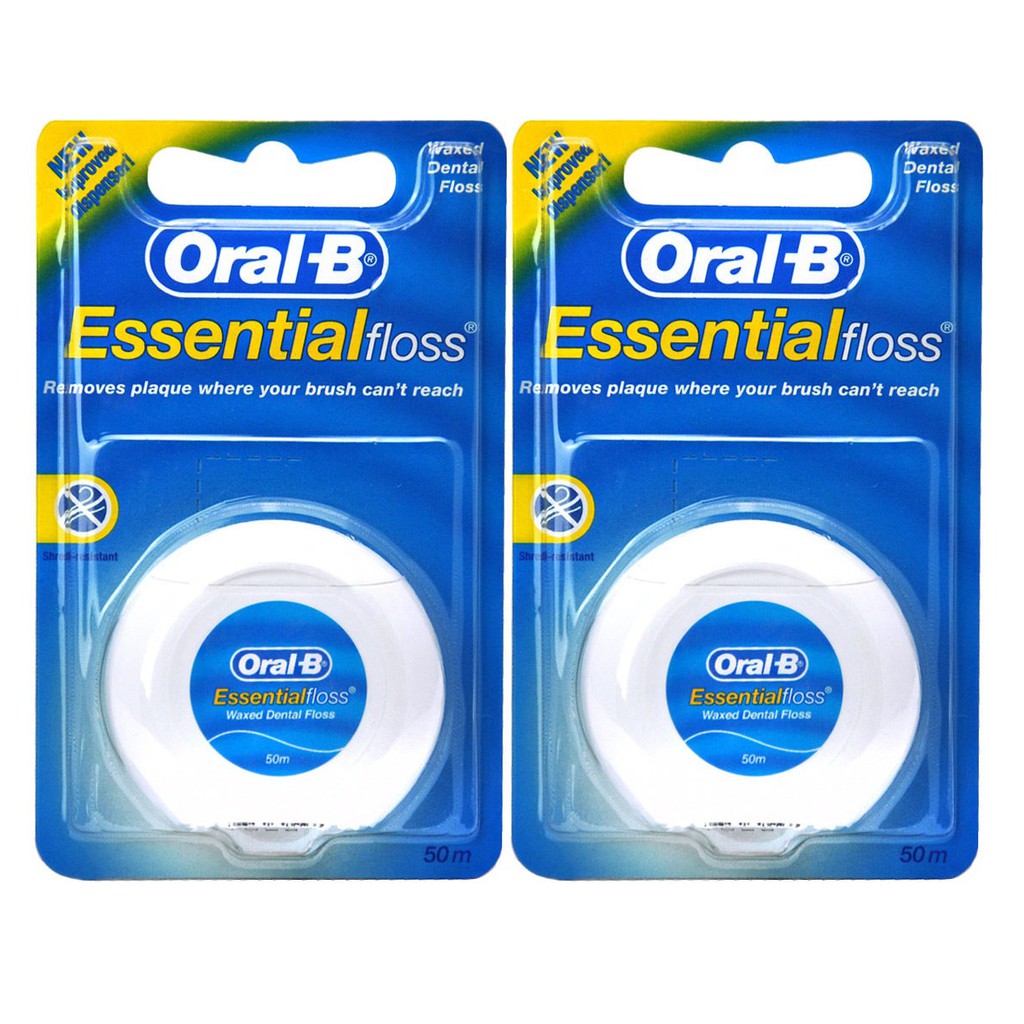 NEW
Improved
Dispenser!
Waxed
Dental
Floss
Oral-B®
Essentialfloss®
Removes plaque where your brush can't reach
Shred-resistant
Oral-B®
Essentialfloss®
Waxed Dental Floss
50m
50m
NEW
Improved
Dispenser!
Waxed
Dental
Floss
Oral-B®
Essentialfloss®
Removes plaque where your brush can't reach
Shred-resistant
Oral-B®
Essentialfloss®
Waxed Dental Floss
50m
50m